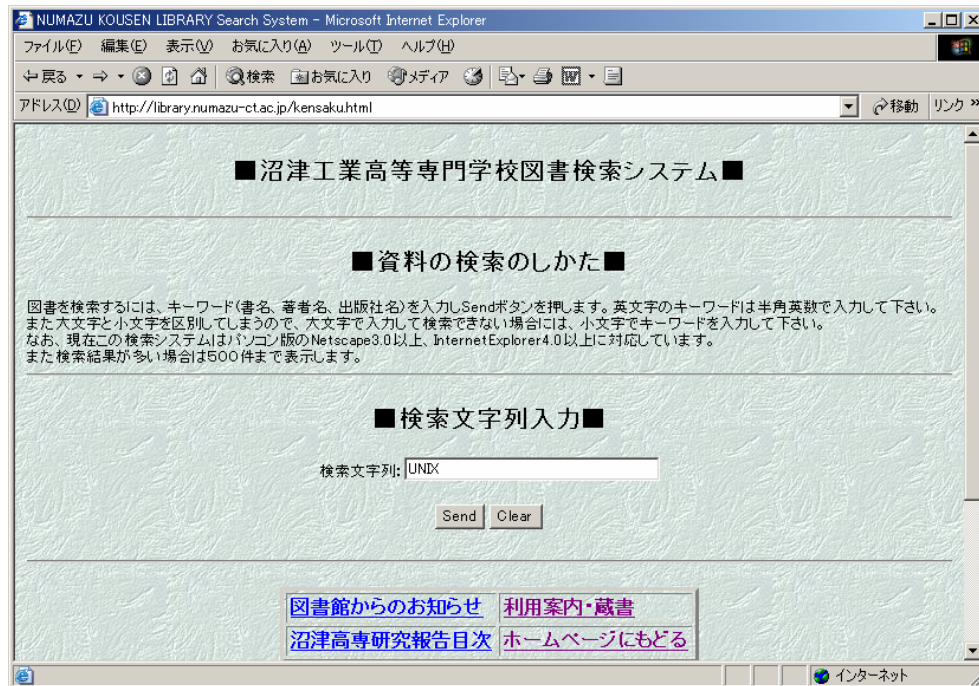 NUMAZU KOUSEN LIBRARY Search System - Microsoft Internet Explorer
ファイル(F) 編集(E) 表示(V) お気に入り(A) ツール(T) ヘルプ(H)
戻る 検索 お気に入り メディア
アドレス(D) http://library.numazu-ct.ac.jp/kensaku.html 移動 リンク »
■沼津工業高等専門学校図書検索システム■
■資料の検索のしかた■
図書を検索するには、キーワード(書名、著者名、出版社名)を入力しSendボタンを押します。英文字のキーワードは半角英数で入力して下さい。
また大文字と小文字を区別してしまうので、大文字で入力して検索できない場合には、小文字でキーワードを入力して下さい。
なお、現在この検索システムはパソコン版のNetscape3.0以上、InternetExplorer4.0以上に対応しています。
また検索結果が多い場合は500件まで表示します。
■検索文字列入力■
検索文字列: UNIX
Send Clear
図書館からのお知らせ 利用案内・蔵書
沼津高専研究報告目次 ホームページにもどる
インターネット